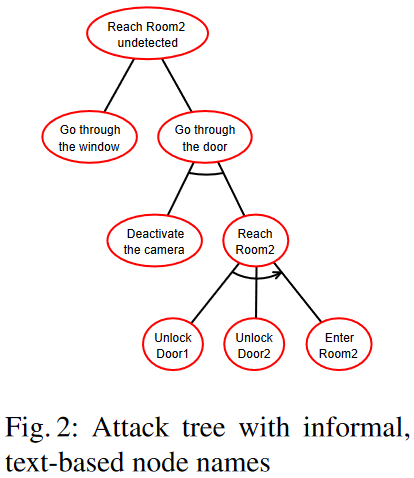 Reach Room2
undetected
Go through
the window
Go through
the door
Deactivate
the camera
Reach
Room2
Unlock
Door1
Unlock
Door2
Enter
Room2
Fig. 2: Attack tree with informal,
text-based node names